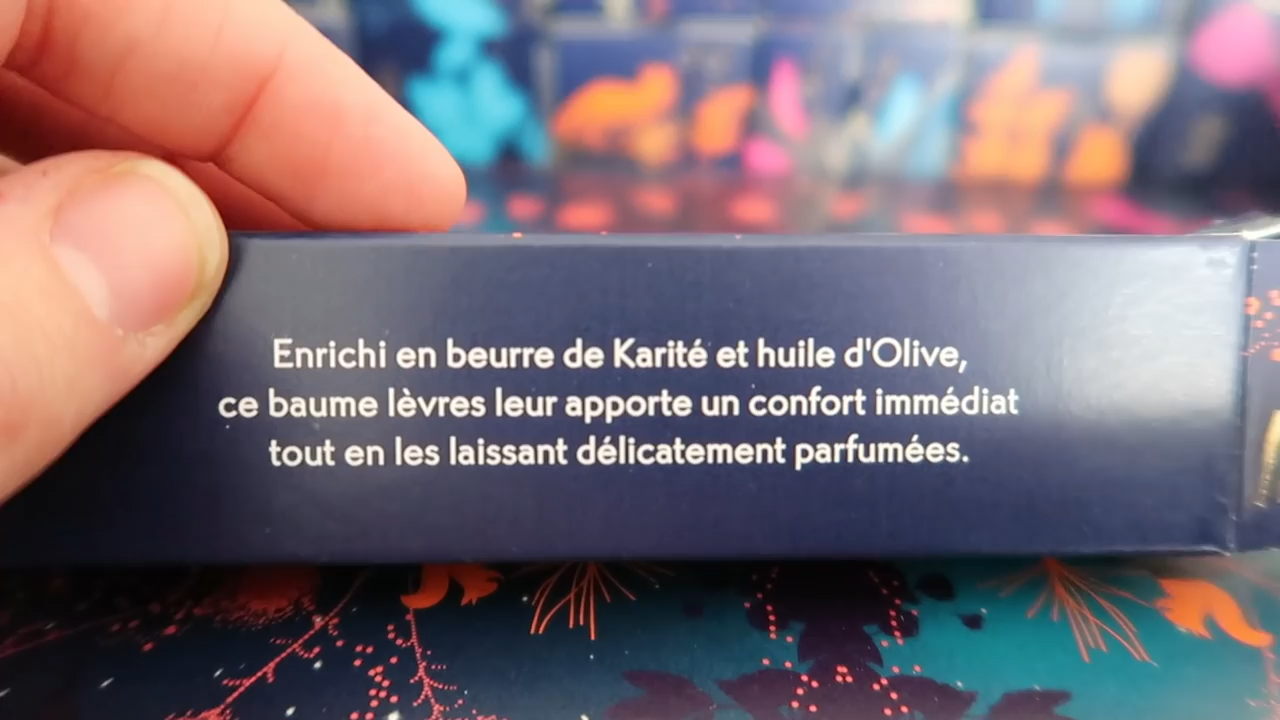 Enrichi en beurre de Karité et huile d'Olive,
ce baume lèvres leur apporte un confort immédiat
tout en les laissant délicatement parfumées.